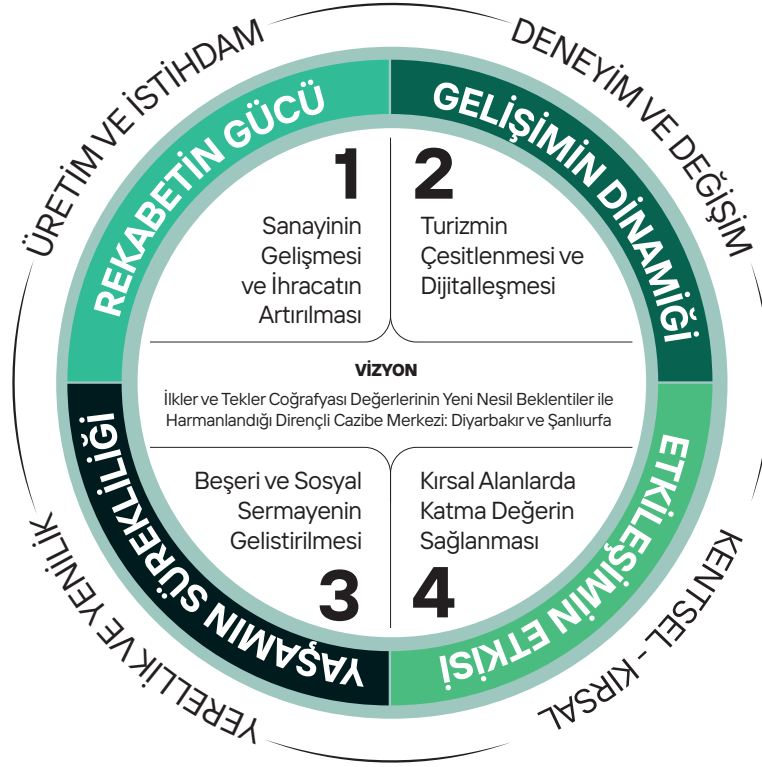 ÜRETİM VE İSTİHDAM
DENEYİM VE DEĞİŞİM
REKABETİN GÜCÜ
GELİŞİMİN DİNAMİĞİ
1
Sanayinin
Gelişmesi
ve İhracatın
Artırılması
2
Turizmin
Çesitlenmesi ve
Dijitalleşmesi
VİZYON
İlkler ve Tekler Coğrafyası Değerlerinin Yeni Nesil Beklentiler ile
Harmanlandığı Dirençli Cazibe Merkezi: Diyarbakır ve Şanlıurfa
Beşeri ve Sosyal
Sermayenin
Gelistirilmesi
3
Kırsal Alanlarda
Katma Değerin
Sağlanması
4
YAŞAMIN SÜREKLİLİĞİ
ETKİLEŞİMİN ETKİSİ
YERELLİK VE YENİLİK
KENTSEL - KIRSAL